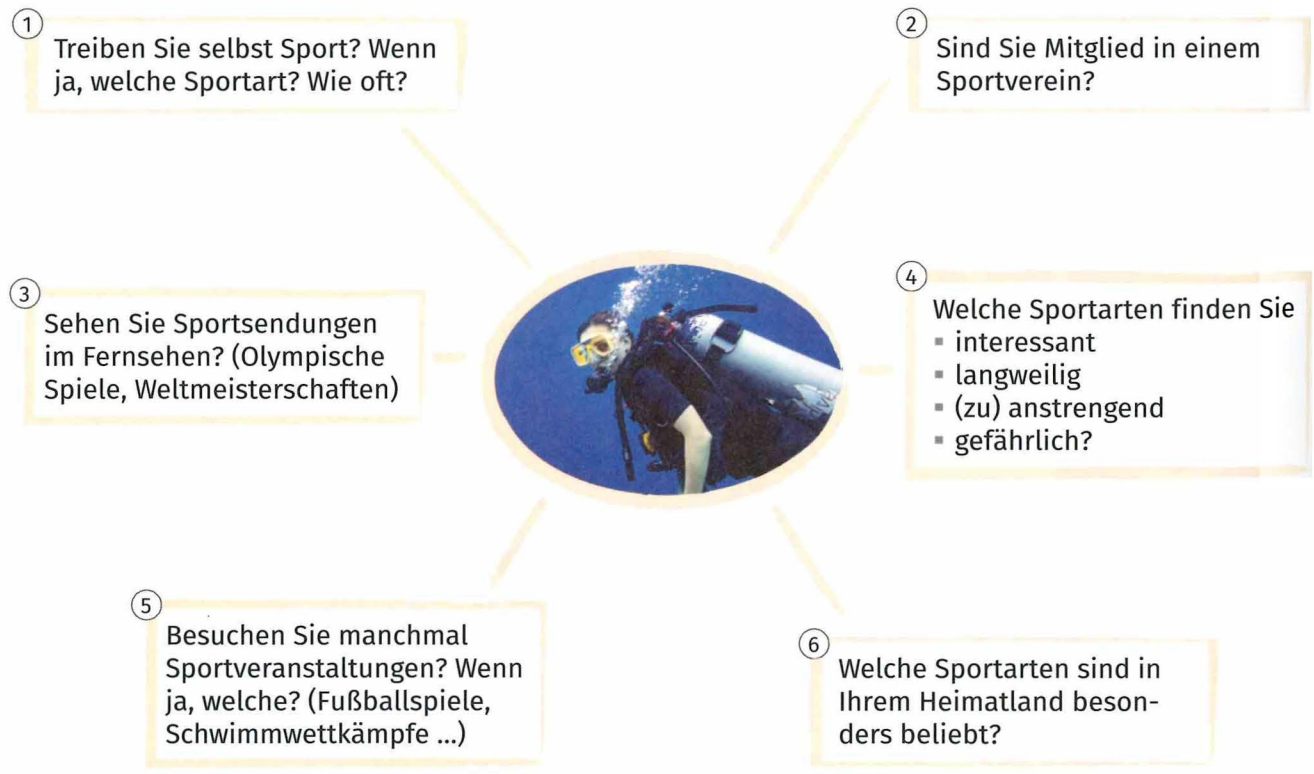 1
Treiben Sie selbst Sport? Wenn
ja, welche Sportart? Wie oft?
2
Sind Sie Mitglied in einem
Sportverein?
3
Sehen Sie Sportsendungen
im Fernsehen? (Olympische
Spiele, Weltmeisterschaften)
4
Welche Sportarten finden Sie
▪ interessant
▪ langweilig
▪ (zu) anstrengend
▪ gefährlich?
5
Besuchen Sie manchmal
Sportveranstaltungen? Wenn
ja, welche? (Fußballspiele,
Schwimmwettkämpfe ...)
6
Welche Sportarten sind in
Ihrem Heimatland beson-
ders beliebt?